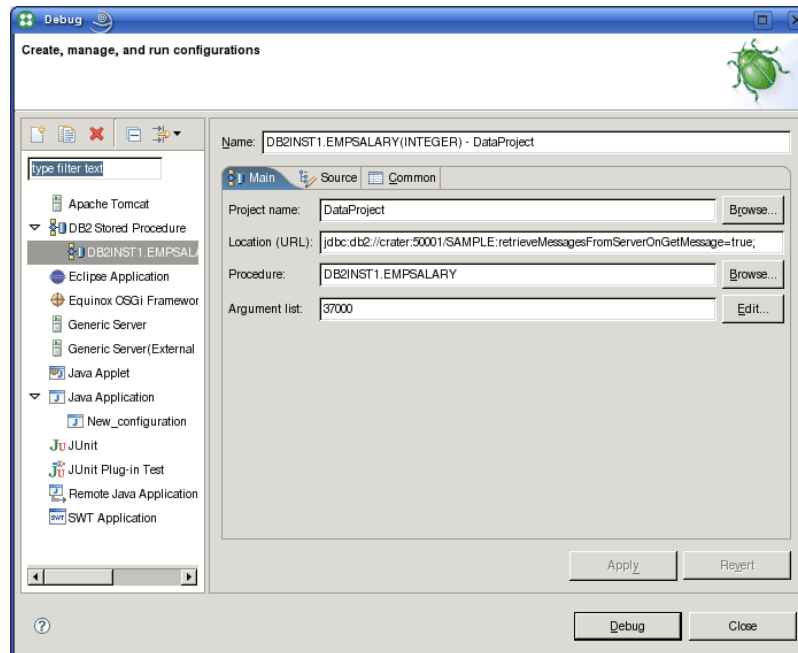 Debug
Create, manage, and run configurations
Name: DB2INST1.EMPSALARY(INTEGER) - DataProject
type filter text
Main Source Common
Apache Tomcat
DB2 Stored Procedure
DB2INST1.EMPSAL
Eclipse Application
Equinox OSGi Framewor
Generic Server
Generic Server(External
Java Applet
Java Application
New_configuration
JUnit
JUnit Plug-in Test
Remote Java Application
SWT Application
Project name: DataProject Browse...
Location (URL): jdbc:db2://crater:50001/SAMPLE:retrieveMessagesFromServerOnGetMessage=true;
Procedure: DB2INST1.EMPSALARY Browse...
Argument list: 37000 Edit...
Apply Revert
Debug Close